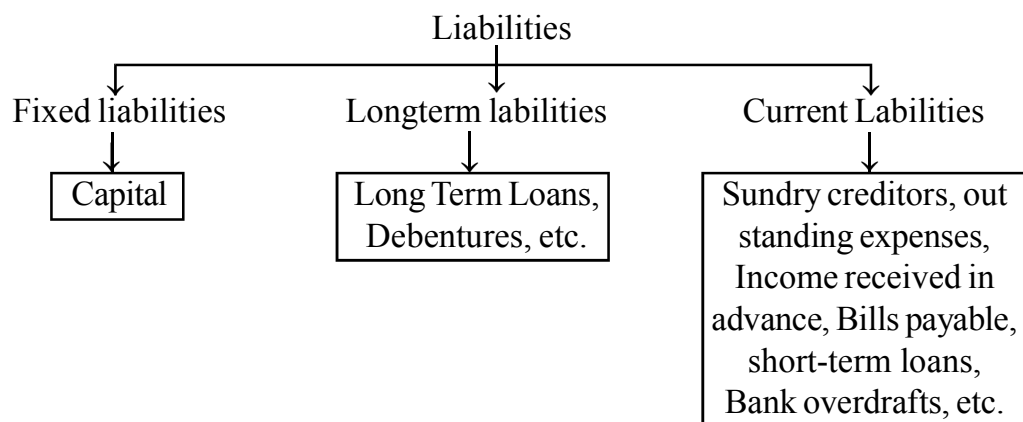 Liabilities
Fixed liabilities
Longterm labilities
Current Labilities
Capital
Long Term Loans,
Debentures, etc.
Sundry creditors, out
standing expenses,
Income received in
advance, Bills payable,
short-term loans,
Bank overdrafts, etc.